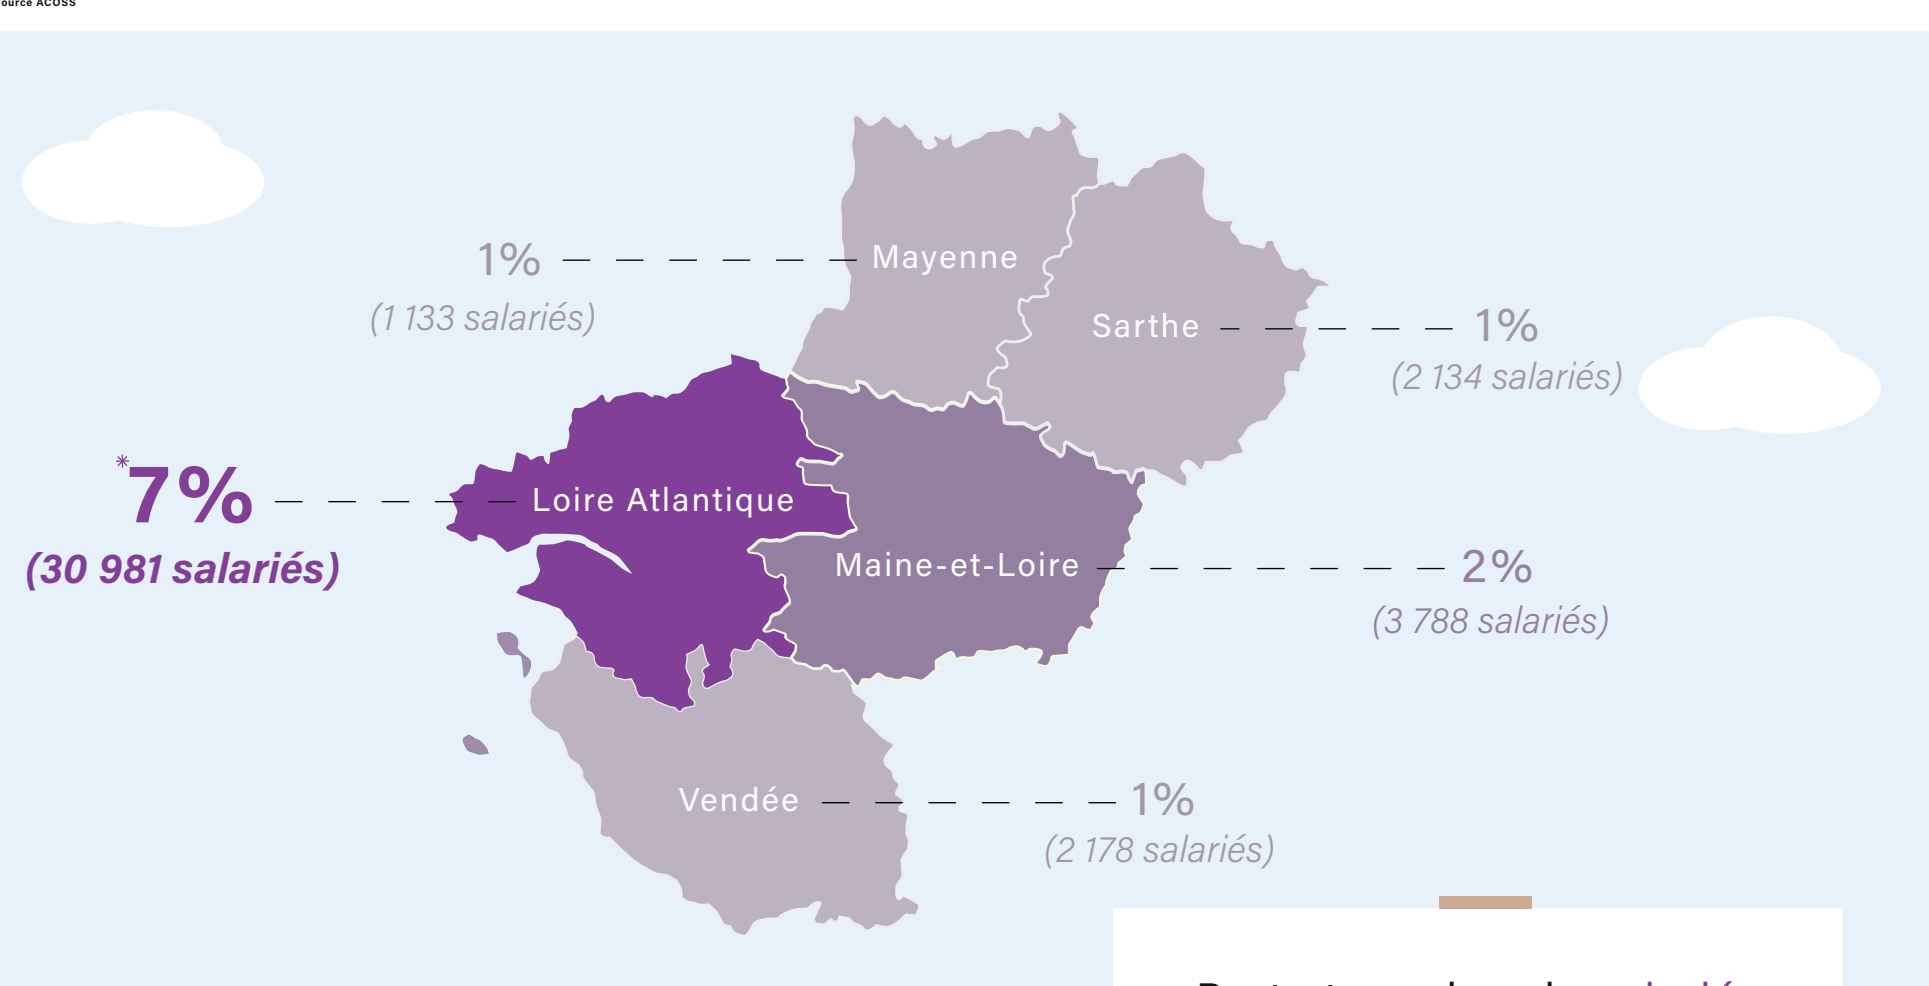 ource ACOSS
Mayenne
1%
(1 133 salariés)
Sarthe
1%
(2 134 salariés)
*7%
(30 981 salariés)
Loire Atlantique
Maine-et-Loire
2%
(3 788 salariés)
Vendée
1%
(2 178 salariés)